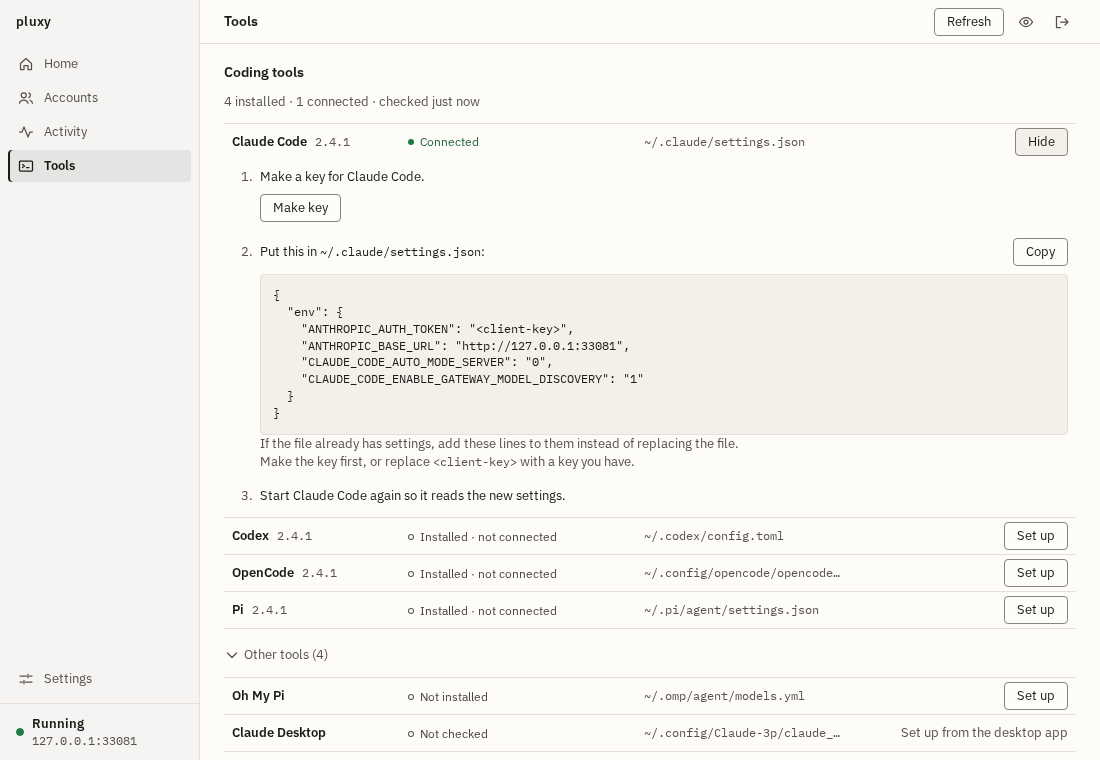 pluxy
Home
Accounts
Activity
Tools
Settings
Running
127.0.0.1:33081
Tools
Refresh
Coding tools
4 installed · 1 connected · checked just now
Claude Code 2.4.1 Connected ~/.claude/settings.json Hide
1. Make a key for Claude Code.
Make key
2. Put this in ~/.claude/settings.json: Copy
{
  "env": {
    "ANTHROPIC_AUTH_TOKEN": "<client-key>",
    "ANTHROPIC_BASE_URL": "http://127.0.0.1:33081",
    "CLAUDE_CODE_AUTO_MODE_SERVER": "0",
    "CLAUDE_CODE_ENABLE_GATEWAY_MODEL_DISCOVERY": "1"
  }
}
If the file already has settings, add these lines to them instead of replacing the file.
Make the key first, or replace <client-key> with a key you have.
3. Start Claude Code again so it reads the new settings.
Codex 2.4.1 Installed · not connected ~/.codex/config.toml Set up
OpenCode 2.4.1 Installed · not connected ~/.config/opencode/opencode… Set up
Pi 2.4.1 Installed · not connected ~/.pi/agent/settings.json Set up
Other tools (4)
Oh My Pi Not installed ~/.omp/agent/models.yml Set up
Claude Desktop Not checked ~/.config/Claude-3p/claude_… Set up from the desktop app